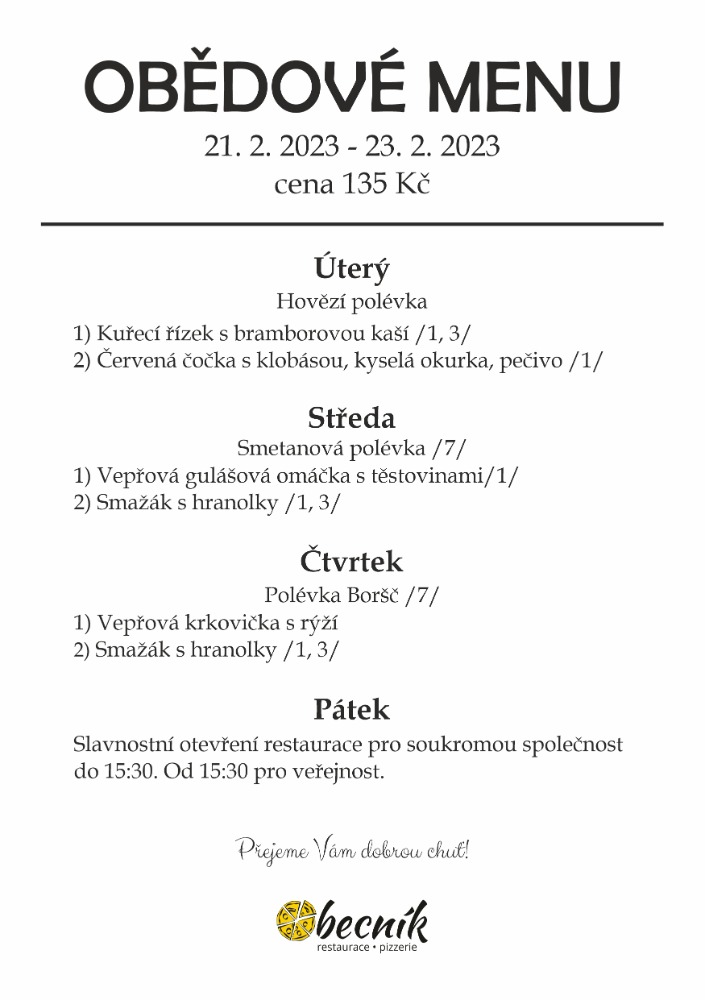 OBĚDOVÉ MENU
21. 2. 2023 - 23. 2. 2023
cena 135 Kč
Úterý
Hovězí polévka
1) Kuřecí řízek s bramborovou kaší /1, 3/
2) Červená čočka s klobásou, kyselá okurka, pečivo /1/
Středa
Smetanová polévka /7/
1) Vepřová gulášová omáčka s těstovinami/1/
2) Smažák s hranolky /1, 3/
Čtvrtek
Polévka Boršč /7/
1) Vepřová krkovička s rýží
2) Smažák s hranolky /1, 3/
Pátek
Slavnostní otevření restaurace pro soukromou společnost
do 15:30. Od 15:30 pro veřejnost.
Přejeme Vám dobrou chuť!
Obecník
restaurace • pizzerie